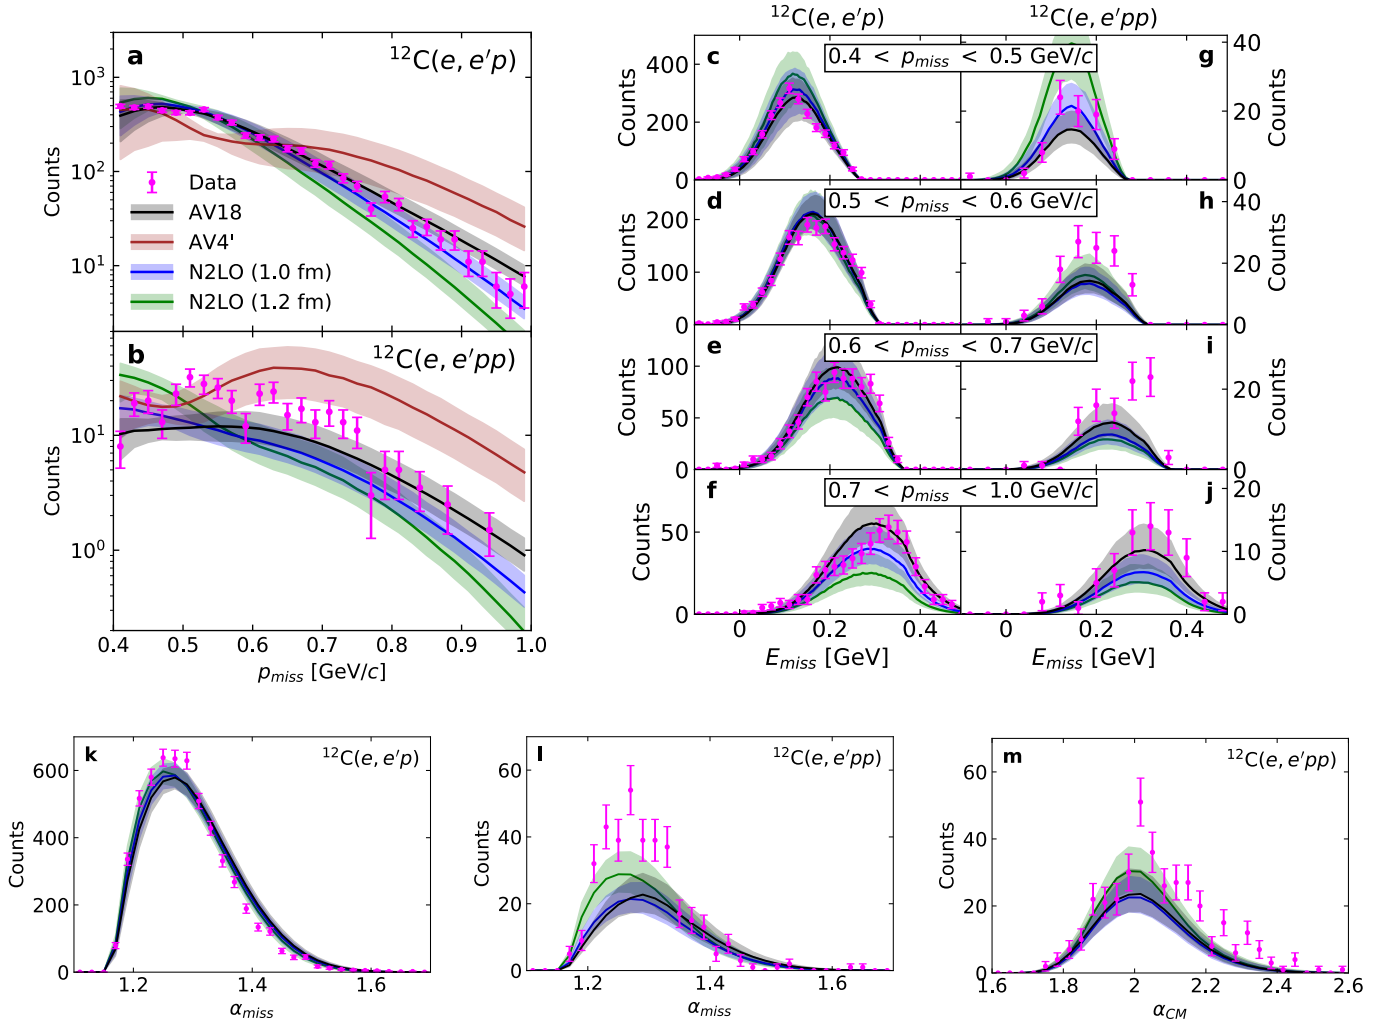 a
¹²C(e, e′p)
10³
10²
10¹
Counts
Data
AV18
AV4'
N2LO (1.0 fm)
N2LO (1.2 fm)
b
¹²C(e, e′pp)
10¹
10⁰
Counts
0.4 0.5 0.6 0.7 0.8 0.9 1.0
p_miss [GeV/c]
¹²C(e, e′p) ¹²C(e, e′pp)
c
0.4 < p_miss < 0.5 GeV/c
g
400
200
0
Counts
40
20
0
Counts
d
0.5 < p_miss < 0.6 GeV/c
h
200
100
0
Counts
40
20
0
Counts
e
0.6 < p_miss < 0.7 GeV/c
i
100
50
0
Counts
20
0
Counts
f
0.7 < p_miss < 1.0 GeV/c
j
50
0
Counts
20
10
0
Counts
0 0.2 0.4 0 0.2 0.4
E_miss [GeV] E_miss [GeV]
k
¹²C(e, e′p)
600
400
200
0
Counts
1.2 1.4 1.6
α_miss
l
¹²C(e, e′pp)
60
40
20
0
Counts
1.2 1.4 1.6
α_miss
m
¹²C(e, e′pp)
60
40
20
0
Counts
1.6 1.8 2 2.2 2.4 2.6
α_CM